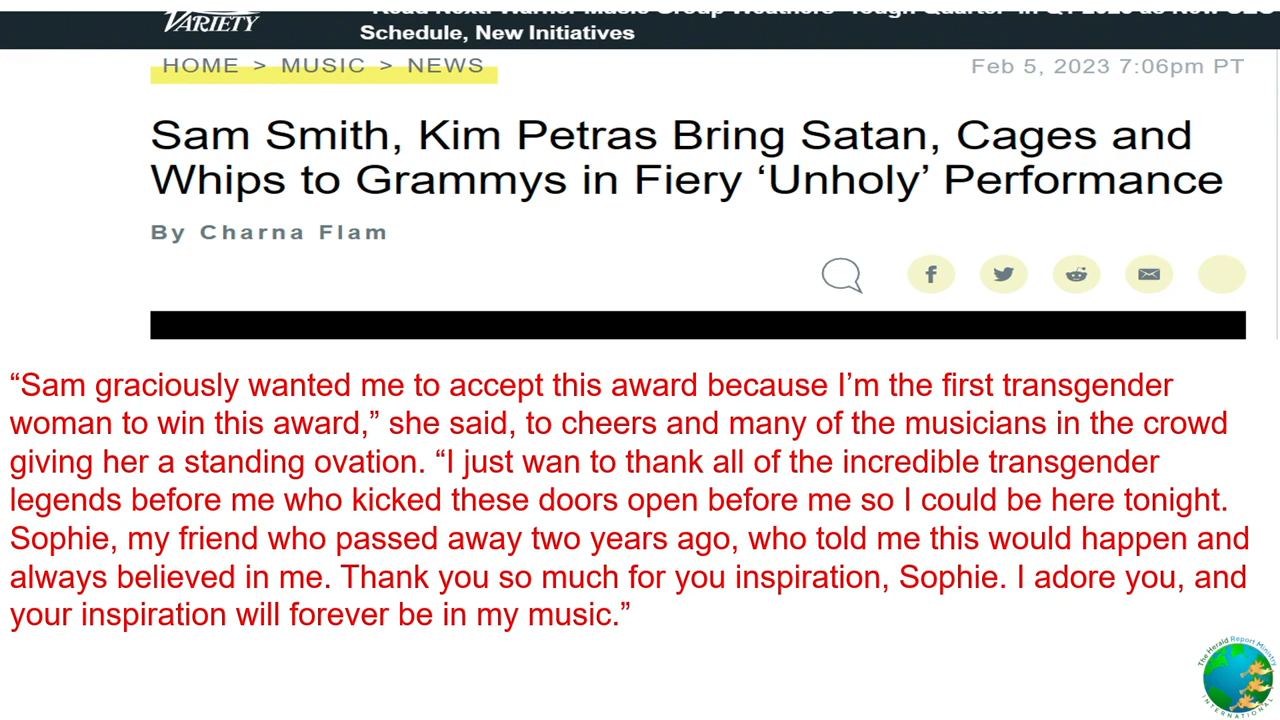 VARIETY
Schedule, New Initiatives
HOME > MUSIC > NEWS
Feb 5, 2023 7:06pm PT
Sam Smith, Kim Petras Bring Satan, Cages and
Whips to Grammys in Fiery ‘Unholy’ Performance
By Charna Flam
“Sam graciously wanted me to accept this award because I’m the first transgender
woman to win this award,” she said, to cheers and many of the musicians in the crowd
giving her a standing ovation. “I just wan to thank all of the incredible transgender
legends before me who kicked these doors open before me so I could be here tonight.
Sophie, my friend who passed away two years ago, who told me this would happen and
always believed in me. Thank you so much for you inspiration, Sophie. I adore you, and
your inspiration will forever be in my music.”
The Herald Report Ministry
INTERNATIONAL